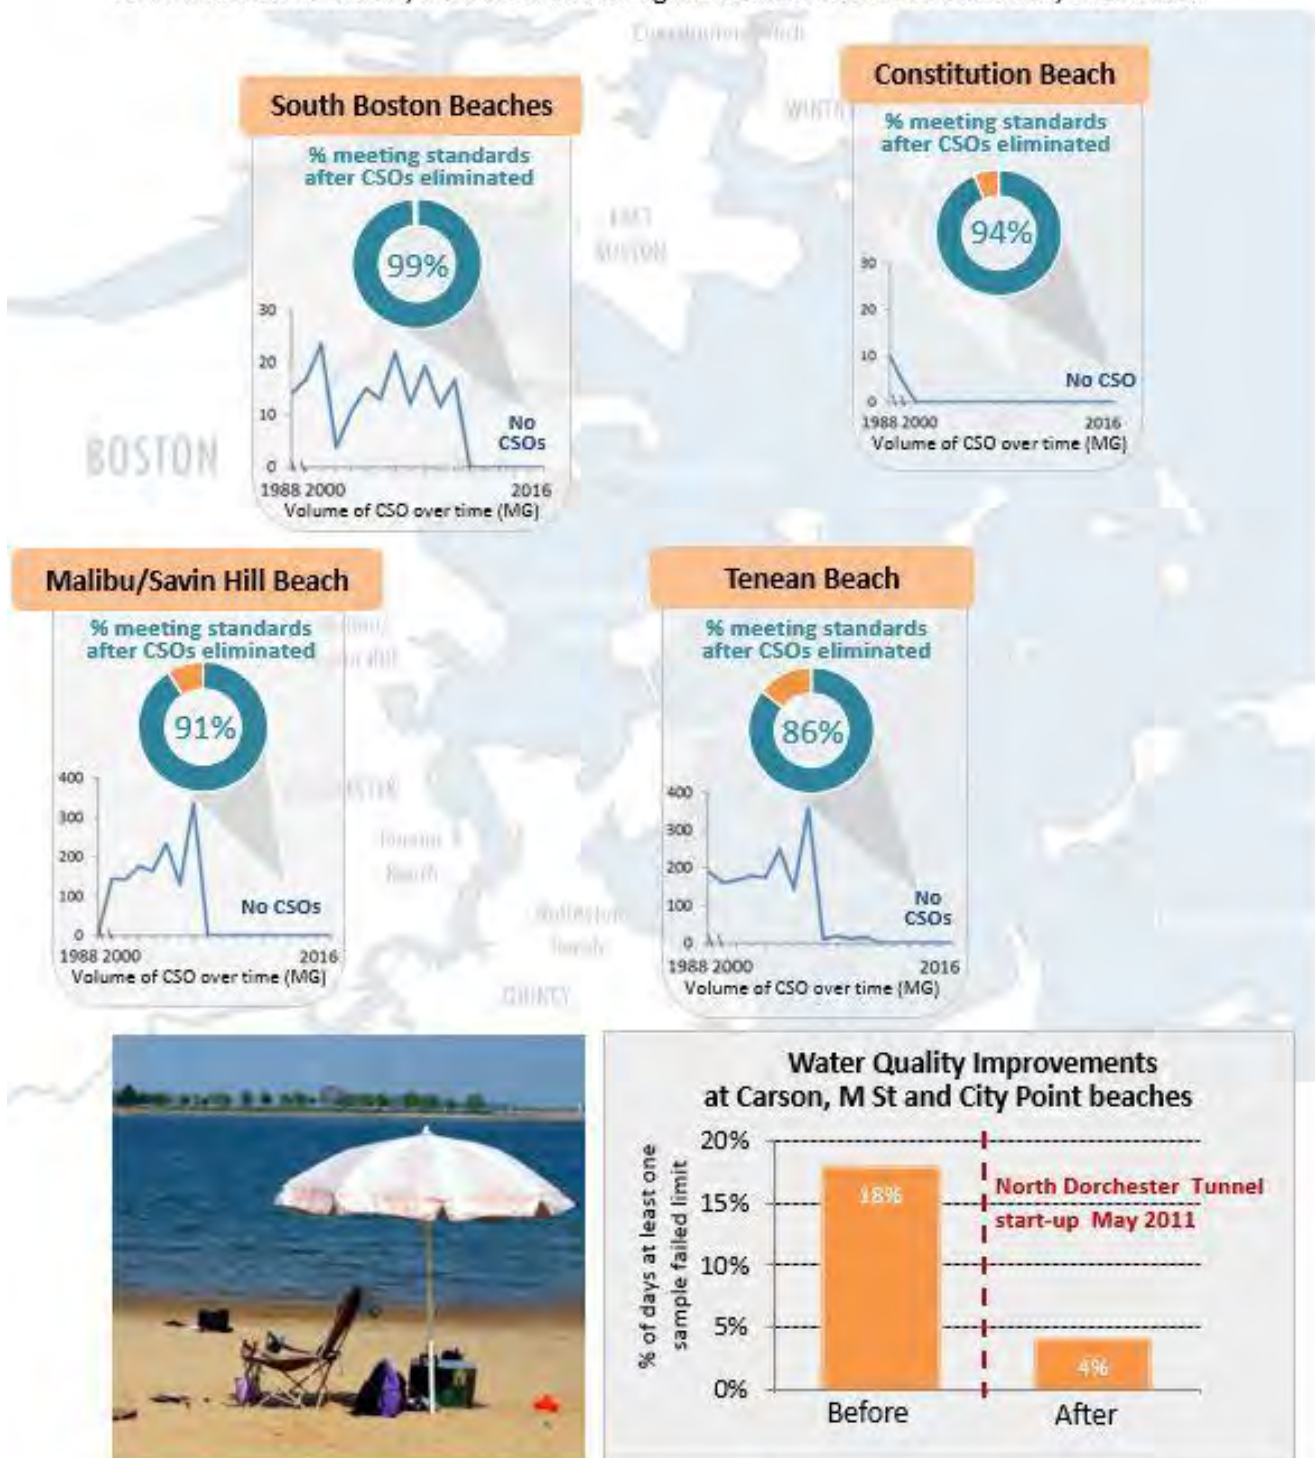 South Boston Beaches
% meeting standards
after CSOs eliminated
99%
30
20
10
0
No
CSOs
1988 2000
2016
Volume of CSO over time (MG)
Constitution Beach
% meeting standards
after CSOs eliminated
94%
30
20
10
0
No CSO
1988 2000
2016
Volume of CSO over time (MG)
BOSTON
EAST
BOSTON
Malibu/Savin Hill Beach
% meeting standards
after CSOs eliminated
91%
400
300
200
100
0
No CSOs
1988 2000
2016
Volume of CSO over time (MG)
Tenean Beach
% meeting standards
after CSOs eliminated
86%
400
300
200
100
0
No
CSOs
1988 2000
2016
Volume of CSO over time (MG)
QUINCY
Water Quality Improvements
at Carson, M St and City Point beaches
% of days at least one
sample failed limit
20%
15%
10%
5%
0%
18%
North Dorchester Tunnel
start-up May 2011
4%
Before
After